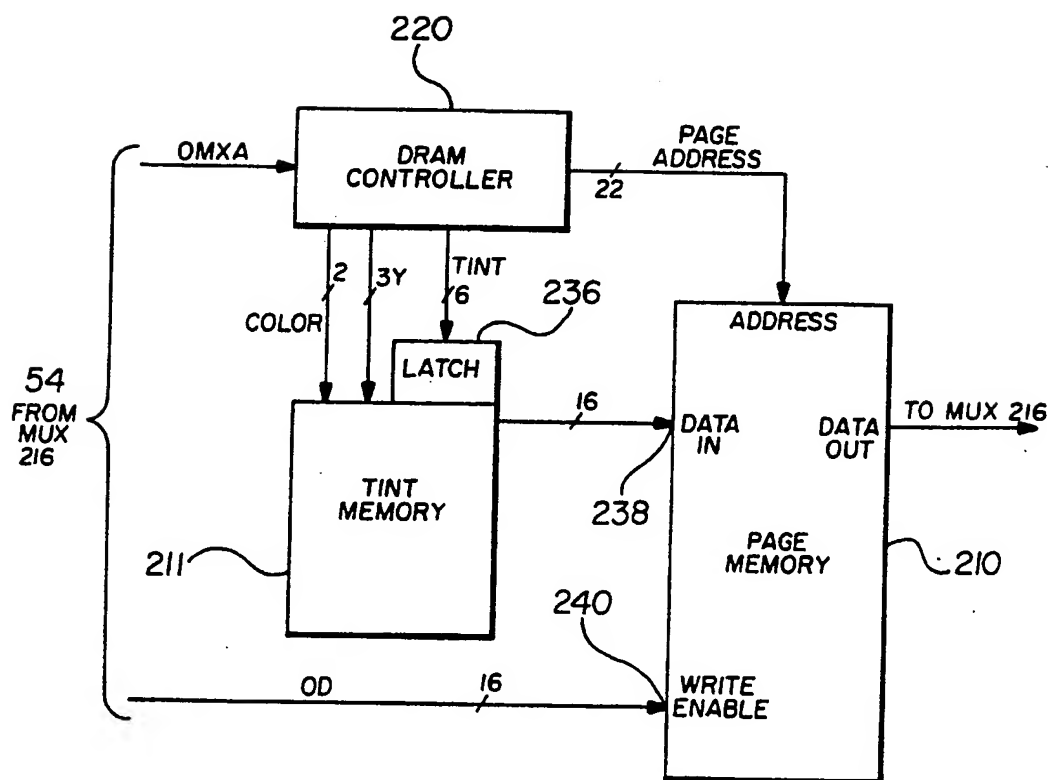 220
OMXA
DRAM
CONTROLLER
PAGE
ADDRESS
22
2
3Y
TINT
6
236
COLOR
LATCH
ADDRESS
54
FROM
MUX
216
16
DATA
IN
DATA
OUT
TO MUX 216
TINT
MEMORY
238
PAGE
MEMORY
211
210
240
OD
16
WRITE
ENABLE